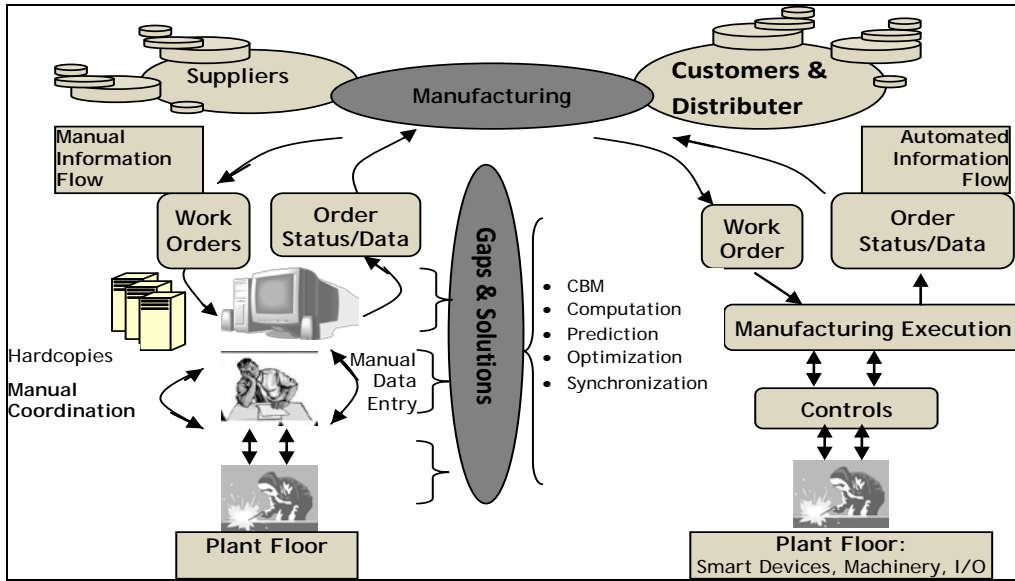 Suppliers
Manufacturing
Customers &
Distributer
Manual
Information
Flow
Automated
Information
Flow
Work
Orders
Order
Status/Data
Gaps & Solutions
Work
Order
Order
Status/Data
• CBM
• Computation
• Prediction
• Optimization
• Synchronization
Manufacturing Execution
Hardcopies
Manual
Coordination
Manual
Data
Entry
Controls
Plant Floor
Plant Floor:
Smart Devices, Machinery, I/O